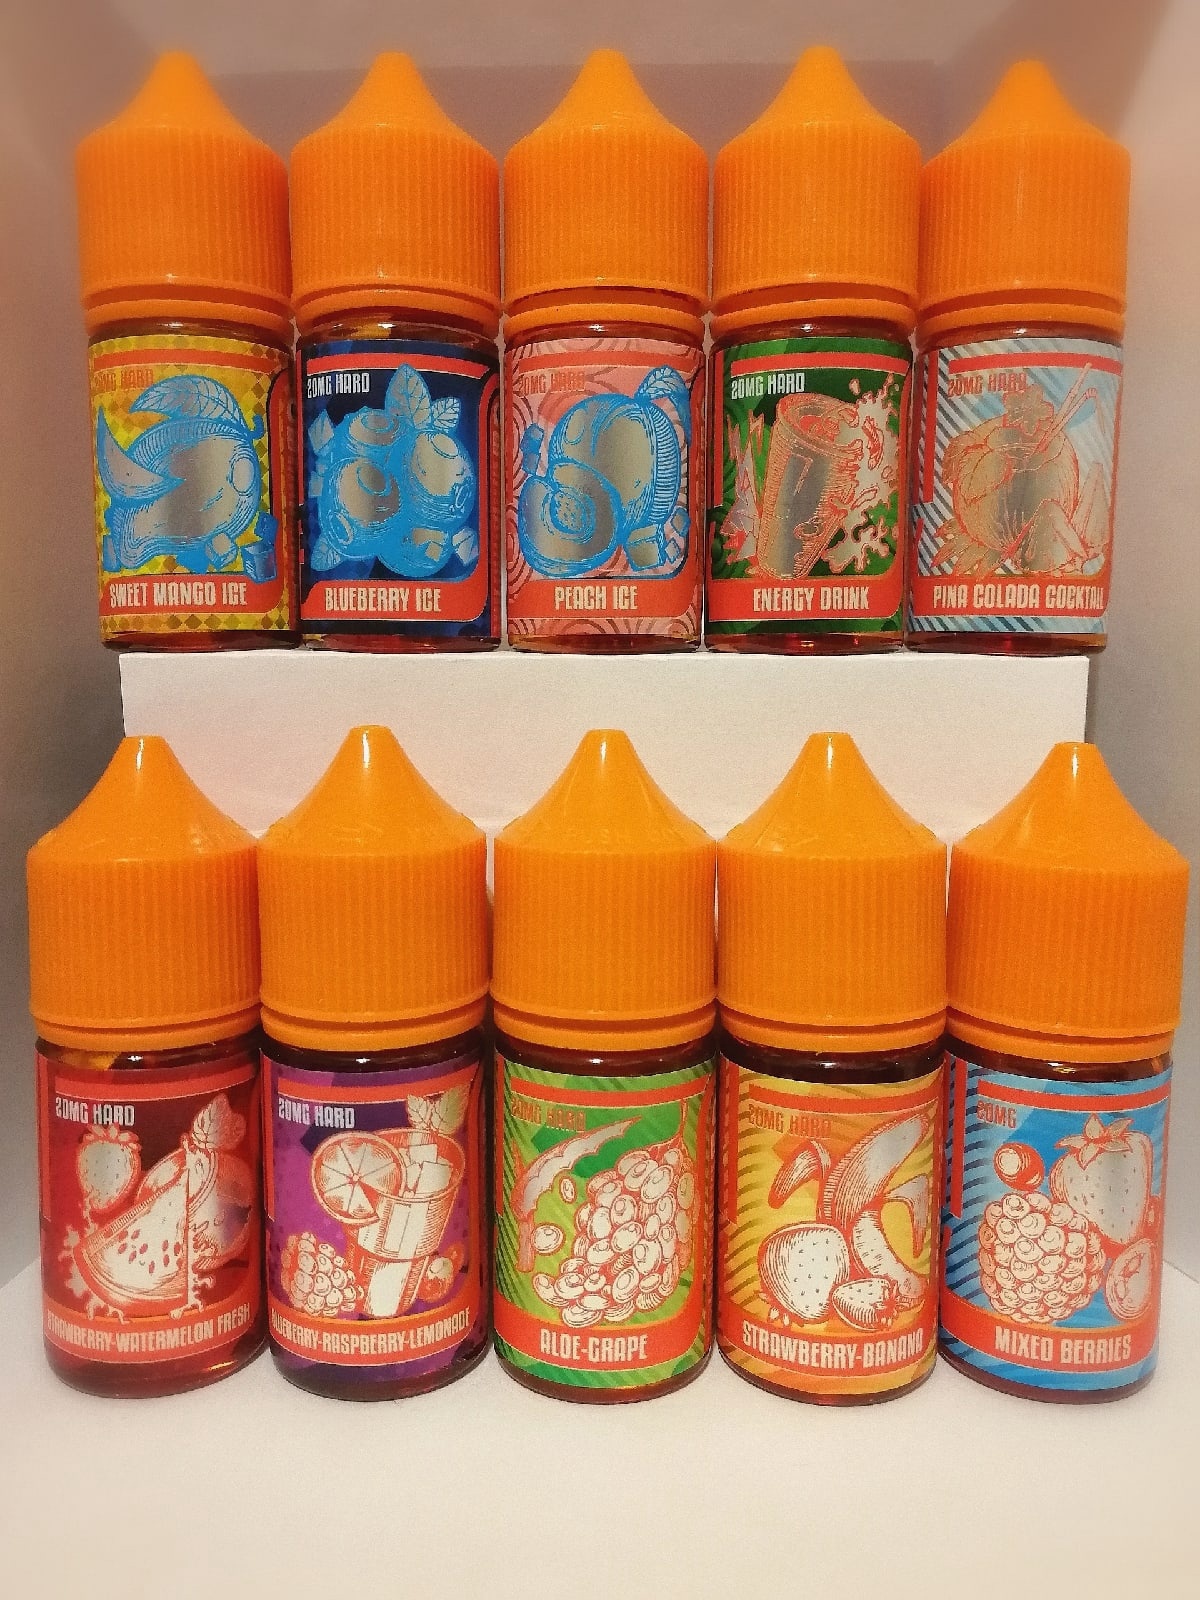 20MG HARD
SWEET MANGO ICE
20MG HARD
BLUEBERRY ICE
20MG HARD
PEACH ICE
20MG HARD
ENERGY DRINK
20MG HARD
PINA COLADA COCKTAIL
20MG HARD
STRAWBERRY-WATERMELON FRESH
20MG HARD
BLUEBERRY-RASPBERRY-LEMONADE
20MG HARD
ALOE-GRAPE
20MG HARD
STRAWBERRY-BANANA
20MG
MIXED BERRIES